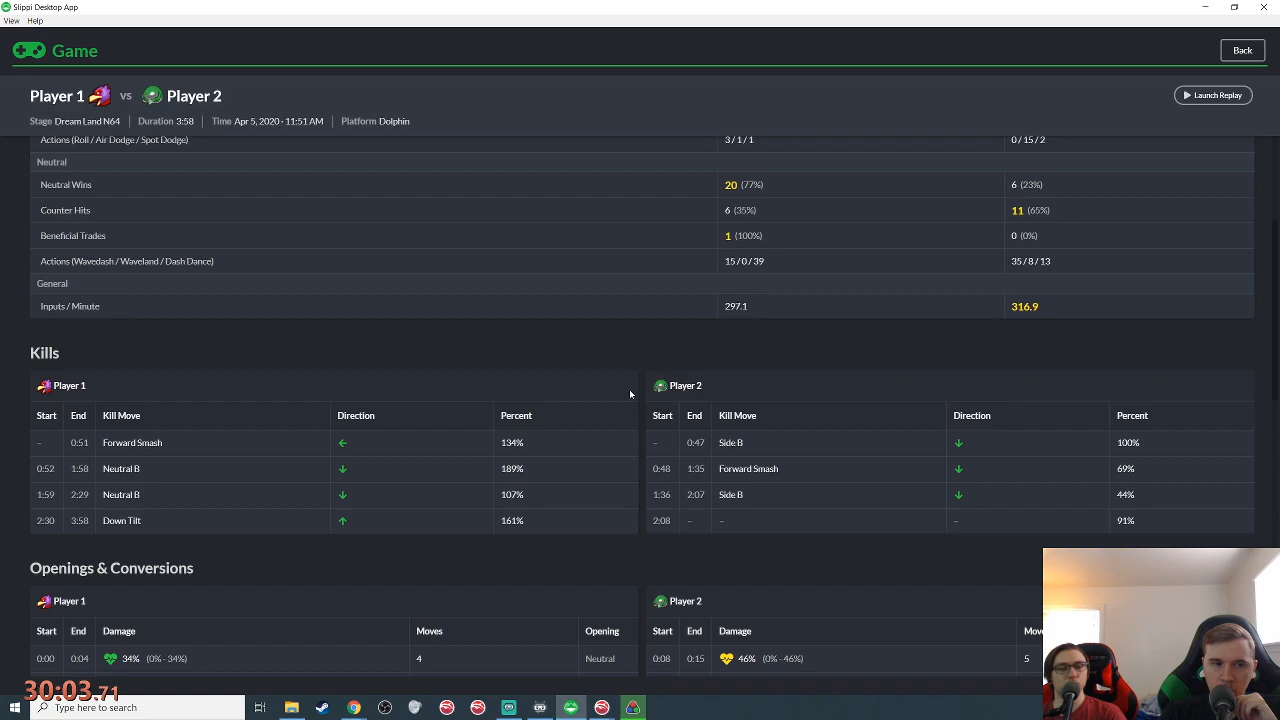 Slippi Desktop App
View Help
Game
Back
Player 1 vs Player 2
Launch Replay
Stage Dream Land N64 Duration 3:58 Time Apr 5, 2020 · 11:51 AM Platform Dolphin
Actions (Roll / Air Dodge / Spot Dodge) 3 / 1 / 1 0 / 15 / 2
Neutral
Neutral Wins 20 (77%) 6 (23%)
Counter Hits 6 (35%) 11 (65%)
Beneficial Trades 1 (100%) 0 (0%)
Actions (Wavedash / Waveland / Dash Dance) 15 / 0 / 39 35 / 8 / 13
General
Inputs / Minute 297.1 316.9
Kills
Player 1 Player 2
Start End Kill Move Direction Percent Start End Kill Move Direction Percent
– 0:51 Forward Smash ← 134% – 0:47 Side B ↓ 100%
0:52 1:58 Neutral B ↓ 189% 0:48 1:35 Forward Smash ↓ 69%
1:59 2:29 Neutral B ↓ 107% 1:36 2:07 Side B ↓ 44%
2:30 3:58 Down Tilt ↑ 161% 2:08 – – – 91%
Openings & Conversions
Player 1 Player 2
Start End Damage Moves Opening Start End Damage Mov
0:00 0:04 34% (0% - 34%) 4 Neutral 0:08 0:15 46% (0% - 46%) 5
30:03.71
Type here to search